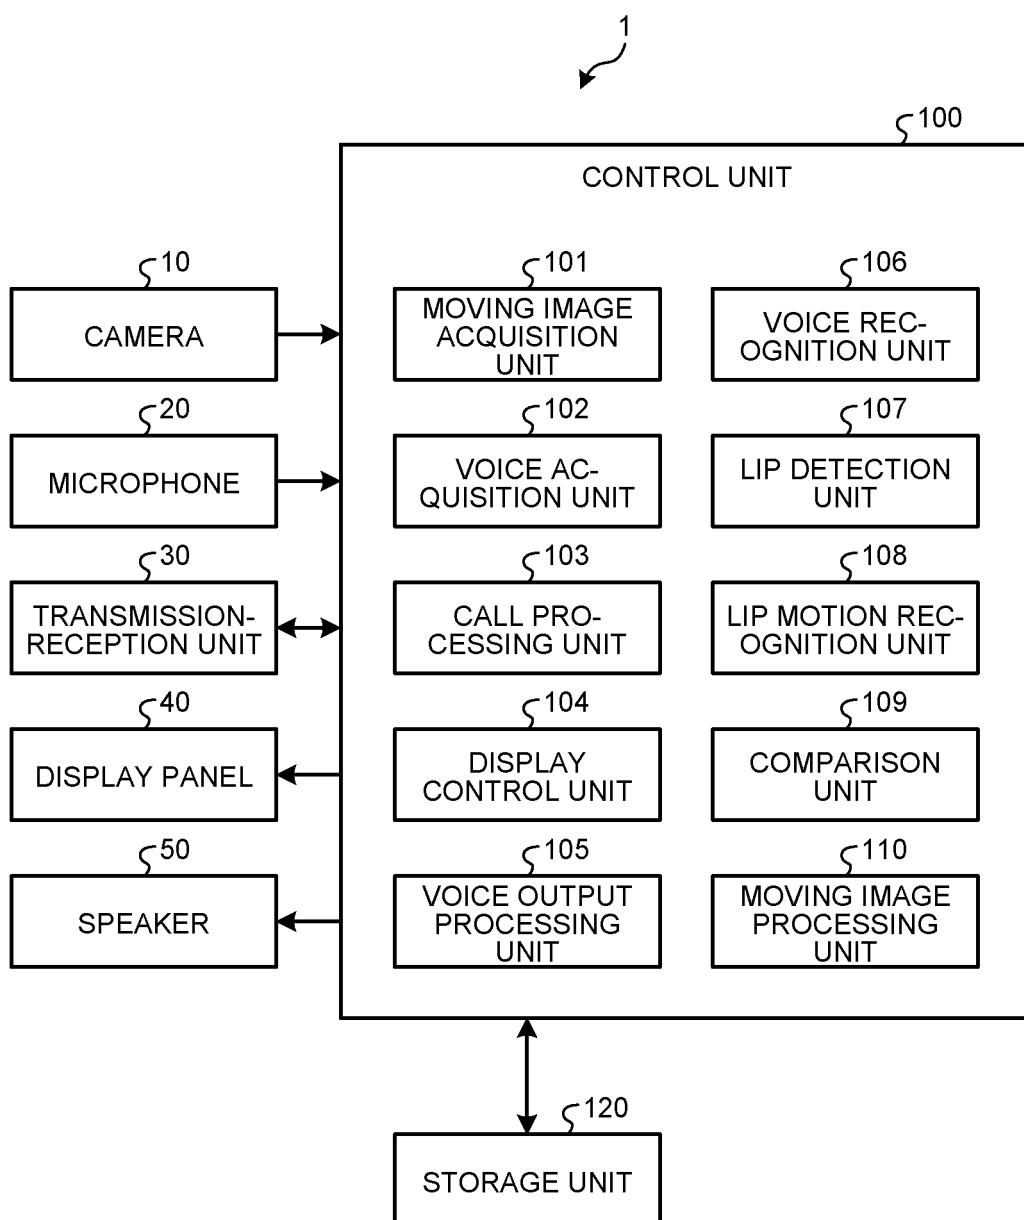 1
100
CONTROL UNIT
10
CAMERA
20
MICROPHONE
30
TRANSMISSION-
RECEPTION UNIT
40
DISPLAY PANEL
50
SPEAKER
101
MOVING IMAGE
ACQUISITION
UNIT
102
VOICE AC-
QUISITION UNIT
103
CALL PRO-
CESSING UNIT
104
DISPLAY
CONTROL UNIT
105
VOICE OUTPUT
PROCESSING
UNIT
106
VOICE REC-
OGNITION UNIT
107
LIP DETECTION
UNIT
108
LIP MOTION REC-
OGNITION UNIT
109
COMPARISON
UNIT
110
MOVING IMAGE
PROCESSING
UNIT
120
STORAGE UNIT